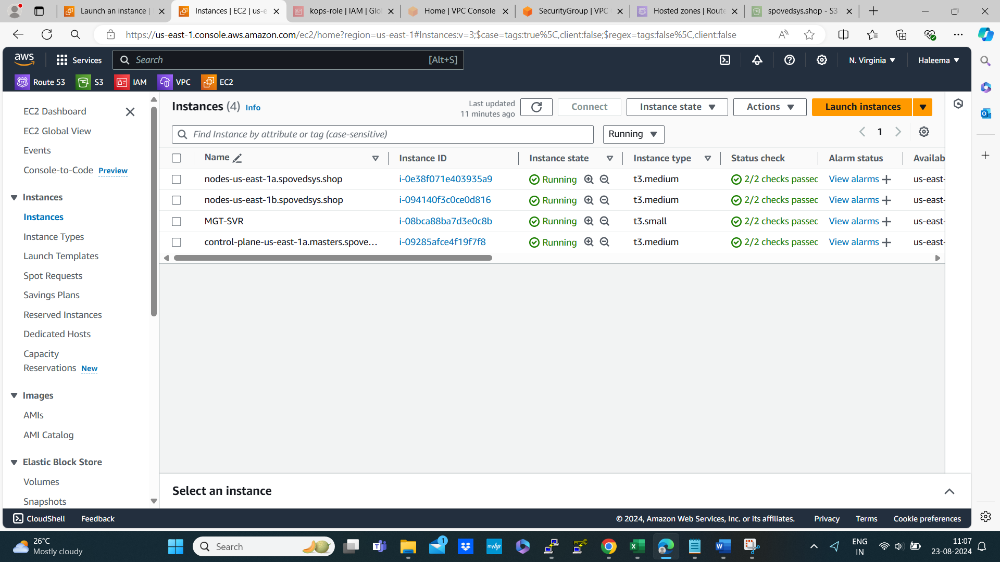 Launch an instance |
Instances | EC2 | us-e
kops-role | IAM | Glo
Home | VPC Console
SecurityGroup | VPC
Hosted zones | Route
spovedsys.shop - S3
https://us-east-1.console.aws.amazon.com/ec2/home?region=us-east-1#Instances:v=3;$case=tags:true%5C,client:false;$regex=tags:false%5C,client:false
aws
Services
Search
[Alt+S]
N. Virginia
Haleema
Route 53
S3
IAM
VPC
EC2
EC2 Dashboard
EC2 Global View
Events
Console-to-Code Preview
Instances
Instances
Instance Types
Launch Templates
Spot Requests
Savings Plans
Reserved Instances
Dedicated Hosts
Capacity
Reservations New
Images
AMIs
AMI Catalog
Elastic Block Store
Volumes
Snapshots
Instances (4) Info
Last updated
11 minutes ago
Connect
Instance state
Actions
Launch instances
Find Instance by attribute or tag (case-sensitive)
Running
1
Name Instance ID Instance state Instance type Status check Alarm status Availab
nodes-us-east-1a.spovedsys.shop i-0e38f071e403935a9 Running t3.medium 2/2 checks passec View alarms us-east-
nodes-us-east-1b.spovedsys.shop i-094140f3c0ce0d816 Running t3.medium 2/2 checks passec View alarms us-east-
MGT-SVR i-08bca88ba7d3e0c8b Running t3.small 2/2 checks passec View alarms us-east-
control-plane-us-east-1a.masters.spove... i-09285afce4f19f7f8 Running t3.medium 2/2 checks passec View alarms us-east-
Select an instance
CloudShell
Feedback
© 2024, Amazon Web Services, Inc. or its affiliates.
Privacy
Terms
Cookie preferences
26°C
Mostly cloudy
Search
1
myhp
ENG
IN
11:07
23-08-2024